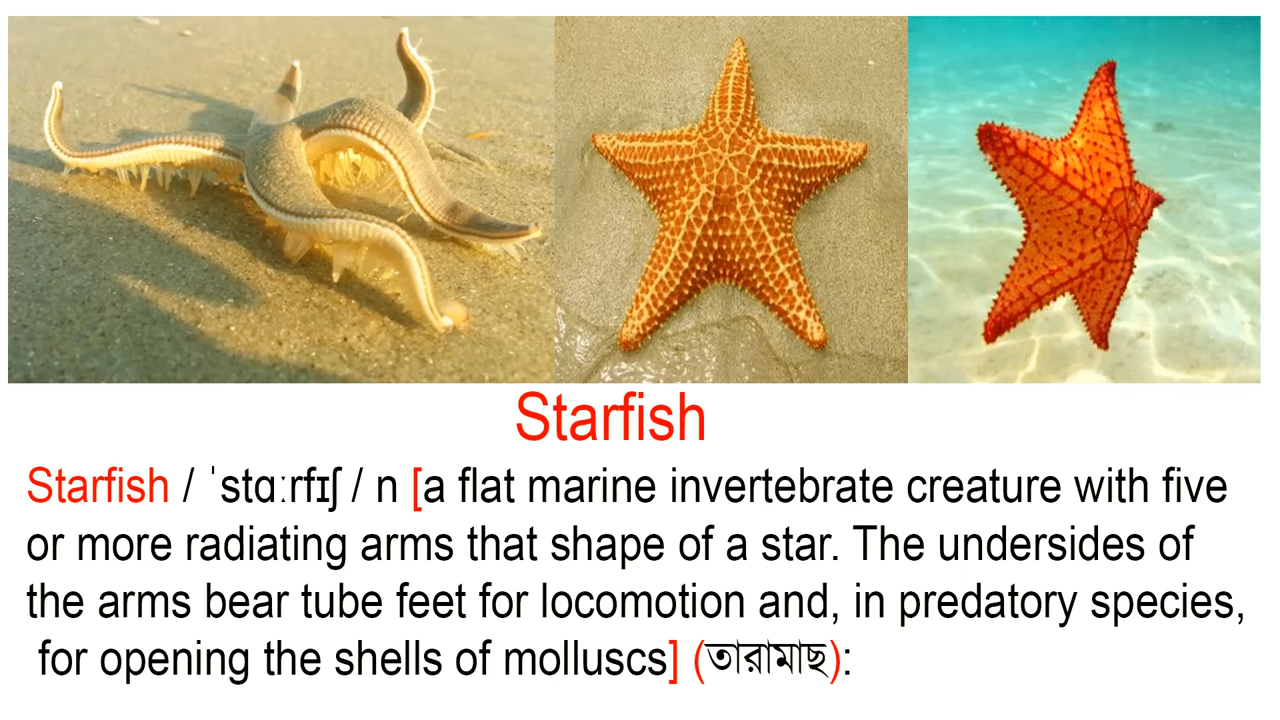 Starfish
Starfish / ˈstɑːrfɪʃ / n [a flat marine invertebrate creature with five
or more radiating arms that shape of a star. The undersides of
the arms bear tube feet for locomotion and, in predatory species,
for opening the shells of molluscs] (তারামাছ):